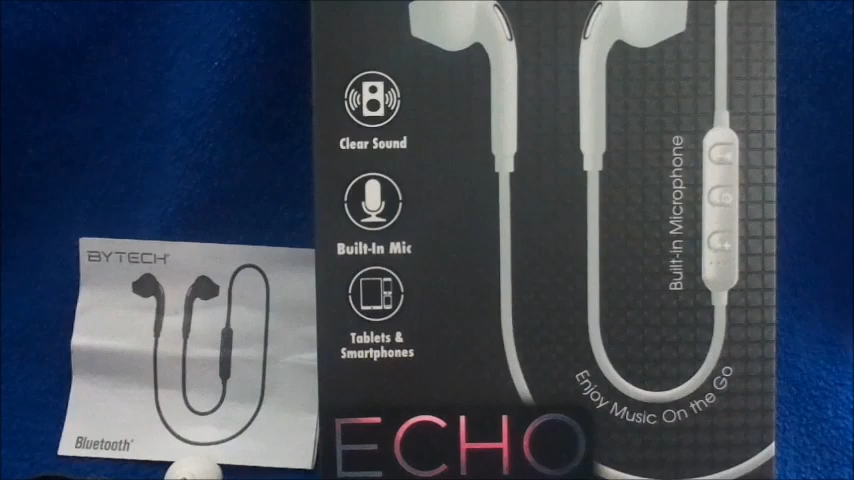 Clear Sound
Built-In Mic
Tablets &
Smartphones
Built-In Microphone
Enjoy Music On the Go
ECHO
BYTECH
Bluetooth